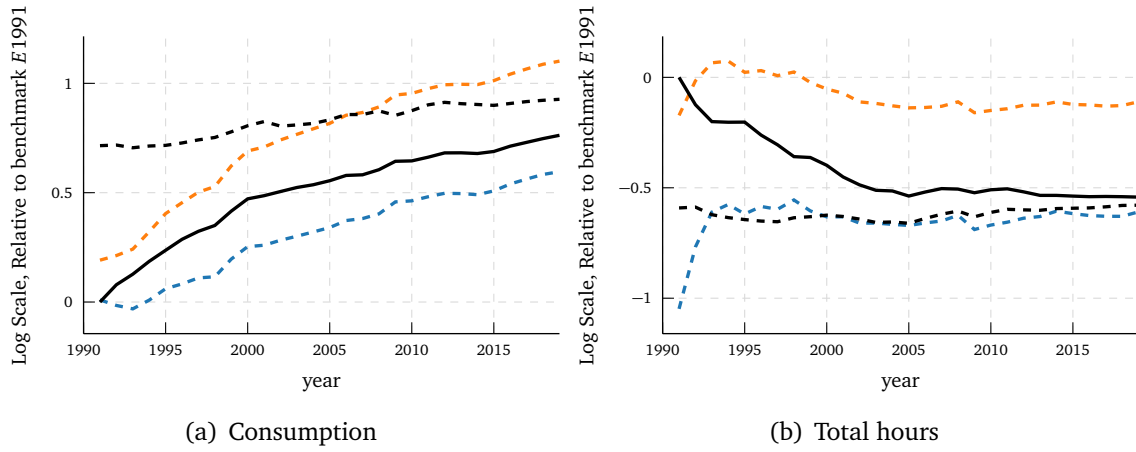 Log Scale, Relative to benchmark E1991
1
0.5
0
1990 1995 2000 2005 2010 2015
year
(a) Consumption
Log Scale, Relative to benchmark E1991
0
−0.5
−1
1990 1995 2000 2005 2010 2015
year
(b) Total hours